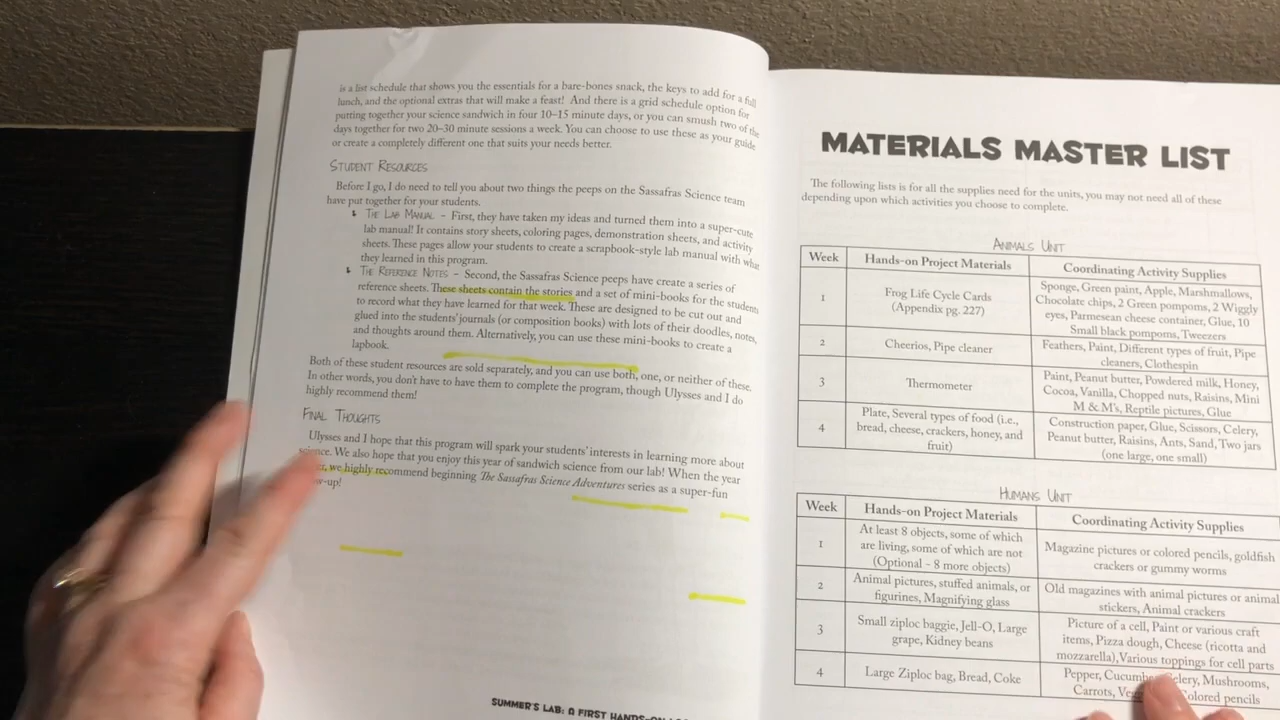 is a list schedule that shows you the essentials for a bare-bones snack, the keys to add for a full
lunch, and the optional extras that will make a feast! And there is a grid schedule option for
putting together your science sandwich in four 10–15 minute days, or you can smush two of the
days together for two 20–30 minute sessions a week. You can choose to use these as your guide
or create a completely different one that suits your needs better.
Student Resources
Before I go, I do need to tell you about two things the peeps on the Sassafras Science team
have put together for your students.
The Lab Manual – First, they have taken my ideas and turned them into a super-cute
lab manual! It contains story sheets, coloring pages, demonstration sheets, and activity
sheets. These pages allow your students to create a scrapbook-style lab manual with what
they learned in this program.
The Reference Notes – Second, the Sassafras Science peeps have create a series of
reference sheets. These sheets contain the stories and a set of mini-books for the students
to record what they have learned for that week. These are designed to be cut out and
glued into the students' journals (or composition books) with lots of their doodles, notes,
and thoughts around them. Alternatively, you can use these mini-books to create a
lapbook.
Both of these student resources are sold separately, and you can use both, one, or neither of these.
In other words, you don't have to have them to complete the program, though Ulysses and I do
highly recommend them!
Final Thoughts
Ulysses and I hope that this program will spark your students' interests in learning more about
science. We also hope that you enjoy this year of sandwich science from our lab! When the year
we highly recommend beginning The Sassafras Science Adventures series as a super-fun
-up!
SUMMER'S LAB: A FIRST HANDS-ON
MATERIALS MASTER LIST
The following lists is for all the supplies need for the units, you may not need all of these
depending upon which activities you choose to complete.
Animals Unit
Week Hands-on Project Materials Coordinating Activity Supplies
1 Frog Life Cycle Cards (Appendix pg. 227) Sponge, Green paint, Apple, Marshmallows, Chocolate chips, 2 Green pompoms, 2 Wiggly eyes, Parmesean cheese container, Glue, 10 Small black pompoms, Tweezers
2 Cheerios, Pipe cleaner Feathers, Paint, Different types of fruit, Pipe cleaners, Clothespin
3 Thermometer Paint, Peanut butter, Powdered milk, Honey, Cocoa, Vanilla, Chopped nuts, Raisins, Mini M & M's, Reptile pictures, Glue
4 Plate, Several types of food (i.e., bread, cheese, crackers, honey, and fruit) Construction paper, Glue, Scissors, Celery, Peanut butter, Raisins, Ants, Sand, Two jars (one large, one small)
Humans Unit
Week Hands-on Project Materials Coordinating Activity Supplies
1 At least 8 objects, some of which are living, some of which are not (Optional - 8 more objects) Magazine pictures or colored pencils, goldfish crackers or gummy worms
2 Animal pictures, stuffed animals, or figurines, Magnifying glass Old magazines with animal pictures or animal stickers, Animal crackers
3 Small ziploc baggie, Jell-O, Large grape, Kidney beans Picture of a cell, Paint or various craft items, Pizza dough, Cheese (ricotta and mozzarella),Various toppings for cell parts
4 Large Ziploc bag, Bread, Coke Pepper, Mushrooms, Carrots, Colored pencils